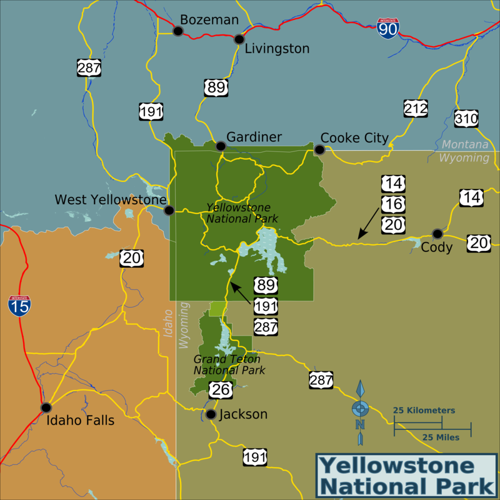 Bozeman
90
Livingston
287
89
191
212
310
Gardiner
Cooke City
Montana
Wyoming
West Yellowstone
Yellowstone
National Park
14
16
20
14
Cody
20
20
89
191
287
15
Idaho
Wyoming
Grand Teton
National Park
26
287
Idaho Falls
Jackson
N
25 Kilometers
25 Miles
191
Yellowstone
National Park